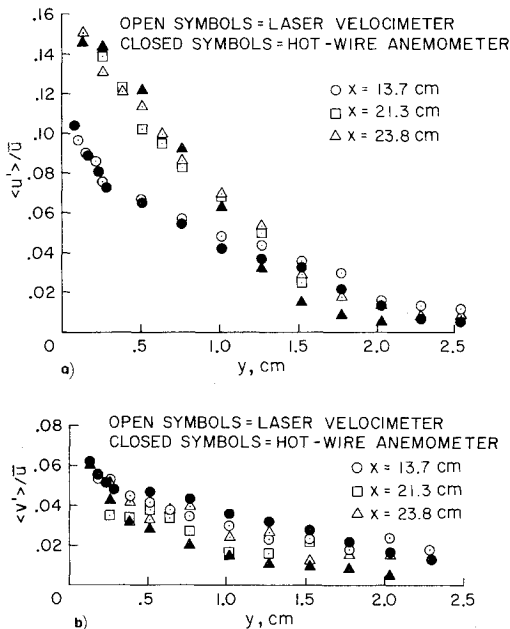 OPEN SYMBOLS = LASER VELOCIMETER
CLOSED SYMBOLS = HOT-WIRE ANEMOMETER
○ x = 13.7 cm
□ x = 21.3 cm
△ x = 23.8 cm
<u'>/ū
.16
.14
.12
.10
.08
.06
.04
.02
0 .5 1.0 1.5 2.0 2.5
y, cm
a)
OPEN SYMBOLS = LASER VELOCIMETER
CLOSED SYMBOLS = HOT-WIRE ANEMOMETER
○ x = 13.7 cm
□ x = 21.3 cm
△ x = 23.8 cm
<v'>/ū
.08
.06
.04
.02
0 .5 1.0 1.5 2.0 2.5
y, cm
b)